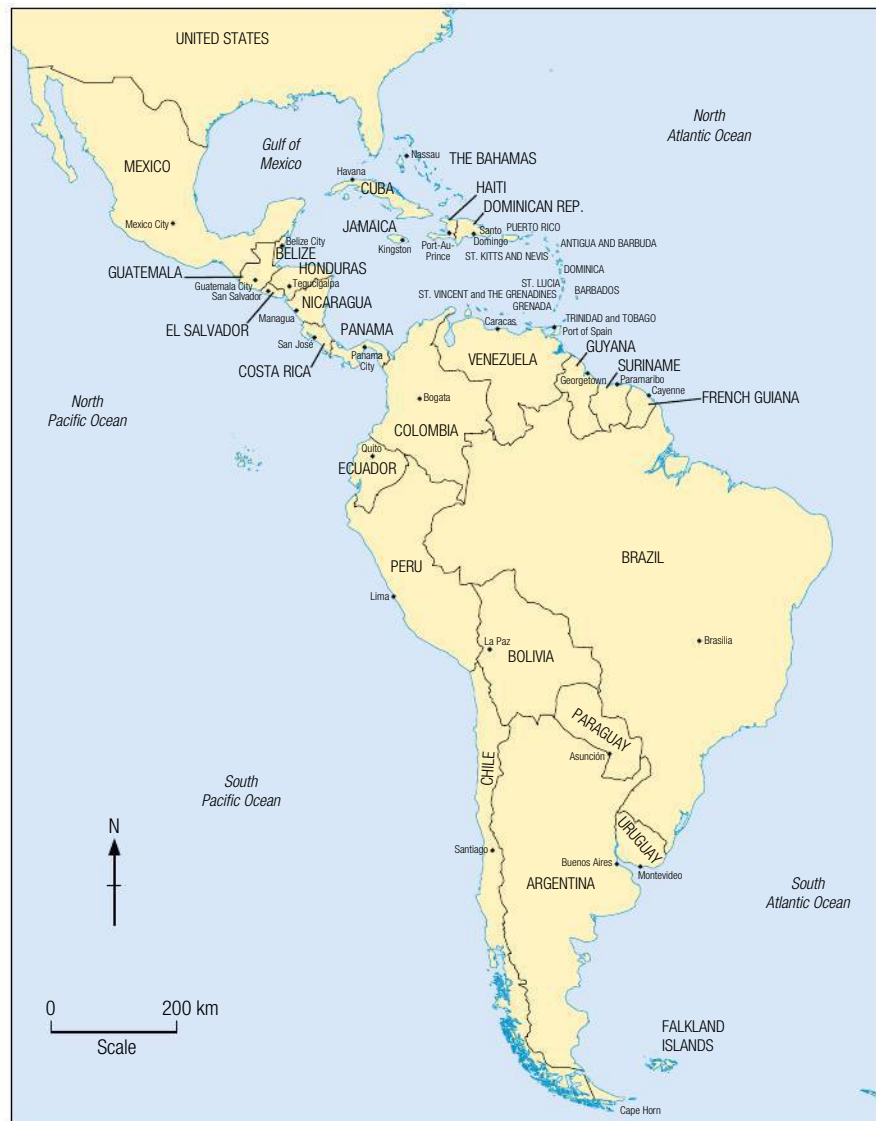 UNITED STATES
North
Atlantic Ocean
Gulf of
Mexico
Nassau
THE BAHAMAS
MEXICO
Havana
CUBA
HAITI
DOMINICAN REP.
Mexico City
JAMAICA
Kingston
Port-Au-
Prince
Santo
Domingo
PUERTO RICO
ANTIGUA AND BARBUDA
ST. KITTS AND NEVIS
Belize City
BELIZE
DOMINICA
GUATEMALA
HONDURAS
Guatemala City
Tegucigalpa
ST. LUCIA
BARBADOS
San Salvador
NICARAGUA
ST. VINCENT and THE GRENADINES
GRENADA
EL SALVADOR
Managua
TRINIDAD and TOBAGO
Port of Spain
PANAMA
Caracas
San José
COSTA RICA
Panama
City
VENEZUELA
GUYANA
SURINAME
Georgetown
Paramaribo
Cayenne
FRENCH GUIANA
North
Pacific Ocean
Bogata
COLOMBIA
Quito
ECUADOR
PERU
BRAZIL
Lima
La Paz
BOLIVIA
Brasilia
PARAGUAY
Asunción
CHILE
South
Pacific Ocean
N
URUGUAY
Santiago
Buenos Aires
Montevideo
ARGENTINA
South
Atlantic Ocean
0 200 km
Scale
FALKLAND
ISLANDS
Cape Horn